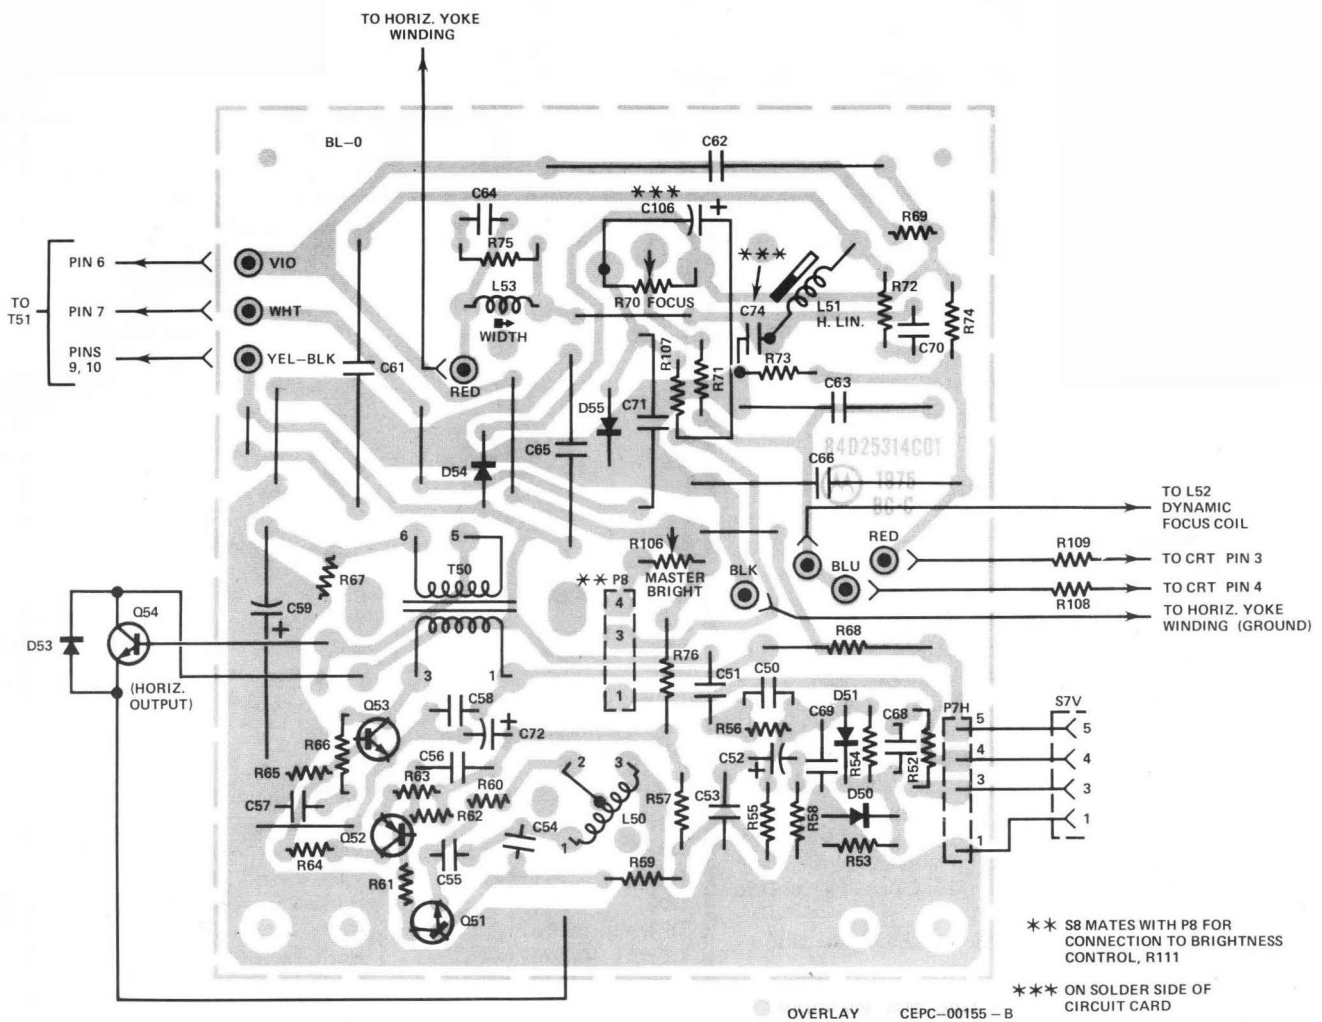 TO HORIZ. YOKE
WINDING
BL–0
C62
C64
***
C106
+
R69
R75
***
TO
T51
PIN 6
VIO
L53
R70 FOCUS
R72
PIN 7
WHT
C74
L51
H. LIN.
R74
WIDTH
C70
PINS
9, 10
YEL–BLK
C61
RED
R107
R71
R73
C63
D55
C71
C65
84D25314C01
D54
C66
1975
BG-C
TO L52
DYNAMIC
FOCUS COIL
6
5
R106
RED
R109
TO CRT PIN 3
R67
T50
** P8
MASTER
BRIGHT
BLK
BLU
TO CRT PIN 4
R108
C59
+
4
TO HORIZ. YOKE
WINDING (GROUND)
Q54
D53
3
R68
R76
3
1
C51
C50
(HORIZ.
OUTPUT)
1
D51
Q53
C58
P7H
S7V
+
C72
C69
C68
5
5
R66
R56
C56
C52
+
R54
R52
4
4
R65
2
3
R63
R60
R57
C53
3
3
C57
R62
L50
R55
R58
D50
1
Q52
C54
1
1
R64
R53
R61
C55
R59
Q51
** S8 MATES WITH P8 FOR
CONNECTION TO BRIGHTNESS
CONTROL, R111
*** ON SOLDER SIDE OF
CIRCUIT CARD
OVERLAY CEPC–00155 – B